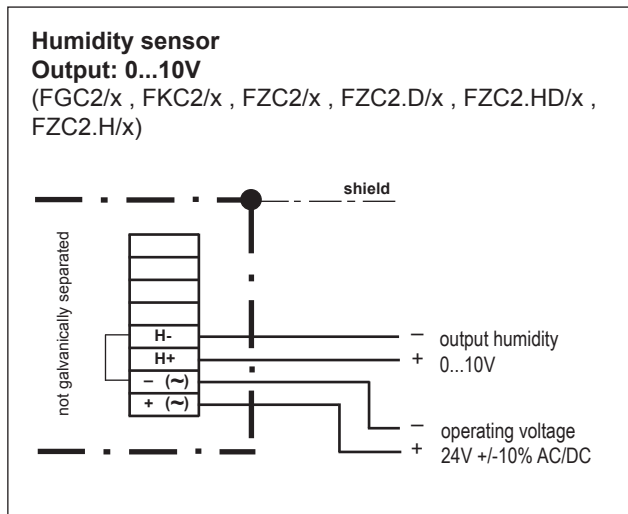 Humidity sensor
Output: 0...10V
(FGC2/x , FKC2/x , FZC2/x , FZC2.D/x , FZC2.HD/x ,
FZC2.H/x)
shield
not galvanically separated
H-
H+
– (~)
+ (~)
– output humidity
+ 0...10V
– operating voltage
+ 24V +/-10% AC/DC